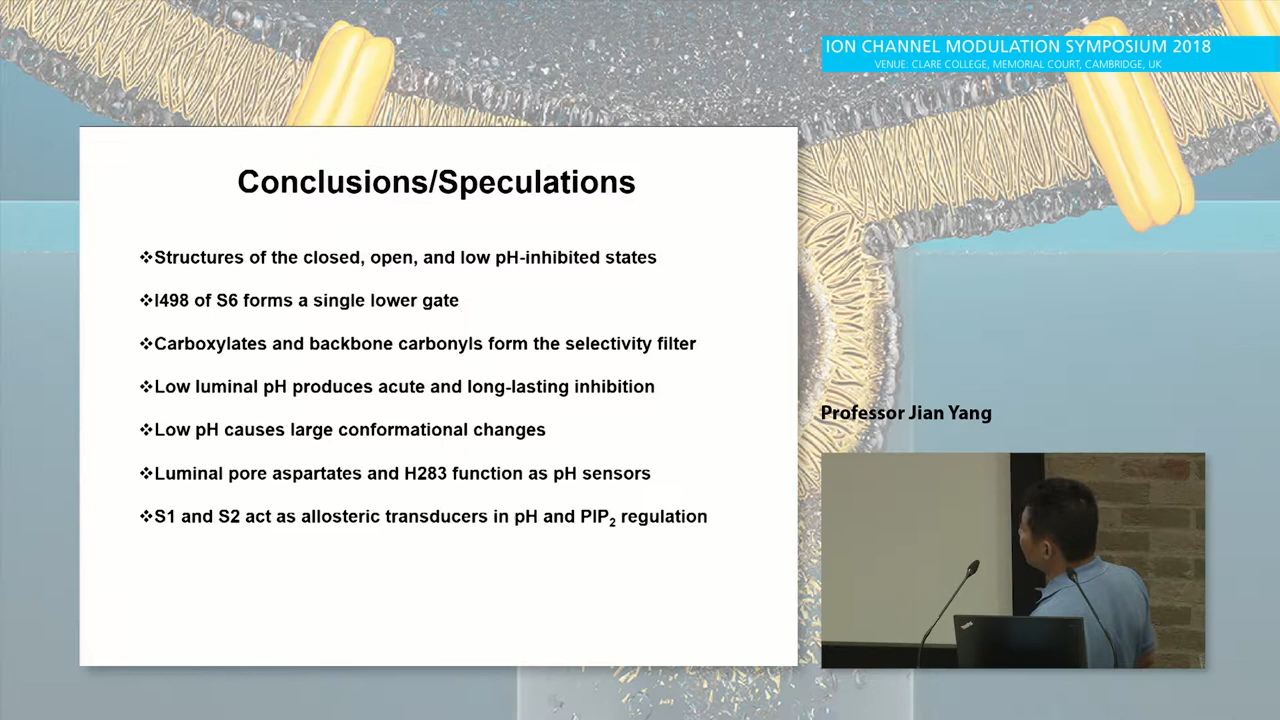 ION CHANNEL MODULATION SYMPOSIUM 2018
VENUE: CLARE COLLEGE, MEMORIAL COURT, CAMBRIDGE, UK
Conclusions/Speculations
❖Structures of the closed, open, and low pH-inhibited states
❖I498 of S6 forms a single lower gate
❖Carboxylates and backbone carbonyls form the selectivity filter
❖Low luminal pH produces acute and long-lasting inhibition
❖Low pH causes large conformational changes
❖Luminal pore aspartates and H283 function as pH sensors
❖S1 and S2 act as allosteric transducers in pH and PIP₂ regulation
Professor Jian Yang